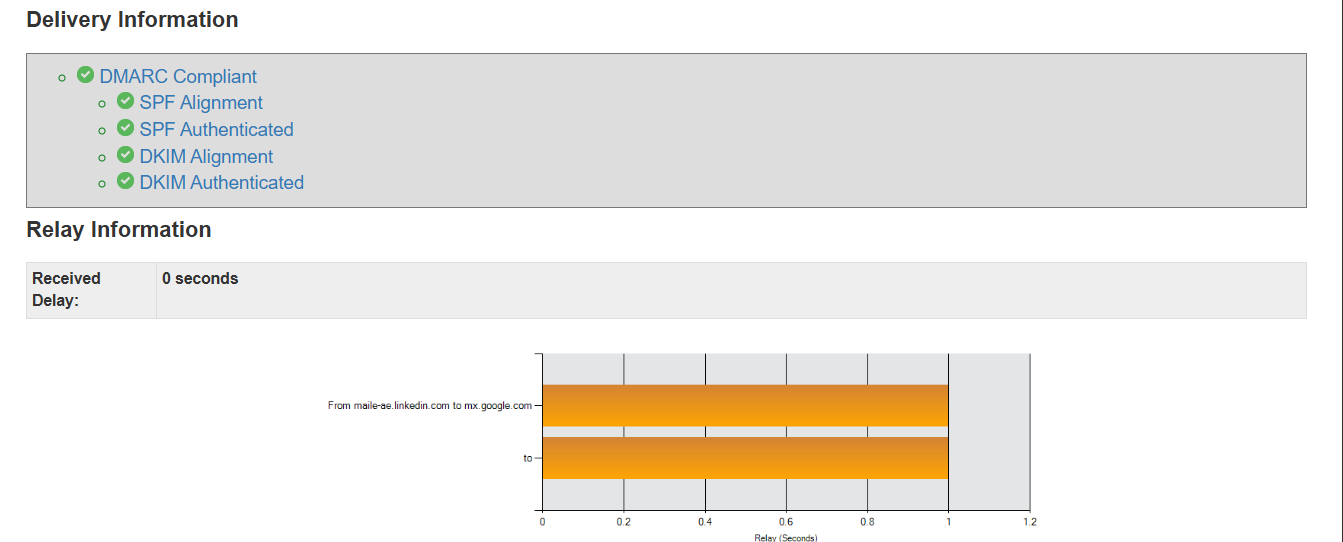 Delivery Information
DMARC Compliant
SPF Alignment
SPF Authenticated
DKIM Alignment
DKIM Authenticated
Relay Information
Received Delay:
0 seconds
From maile-ae.linkedin.com to mx.google.com
to
0 0.2 0.4 0.6 0.8 1 1.2
Relay (Seconds)